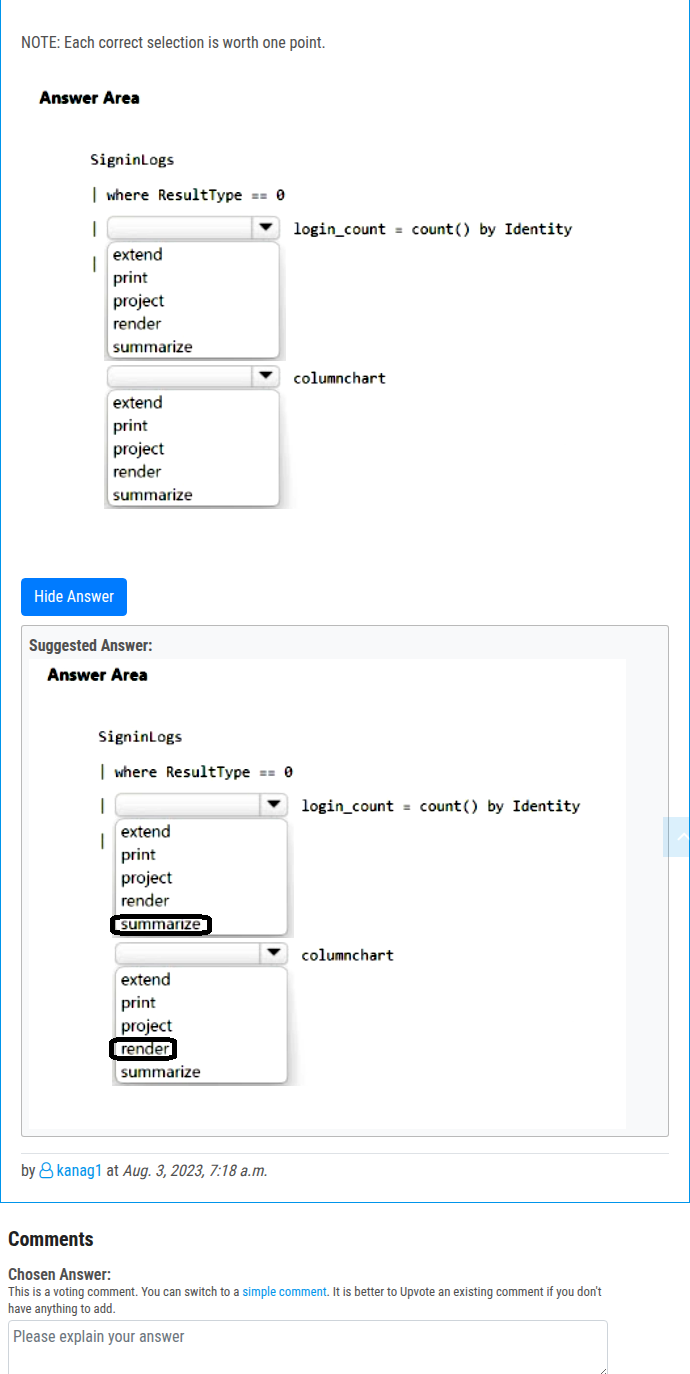 NOTE: Each correct selection is worth one point.
Answer Area
SigninLogs
| where ResultType == 0
| login_count = count() by Identity
extend
|
print
project
render
summarize
columnchart
extend
print
project
render
summarize
Hide Answer
Suggested Answer:
Answer Area
SigninLogs
| where ResultType == 0
| login_count = count() by Identity
extend
|
print
project
render
summarize
columnchart
extend
print
project
render
summarize
by kanag1 at Aug. 3, 2023, 7:18 a.m.
Comments
Chosen Answer:
This is a voting comment. You can switch to a simple comment. It is better to Upvote an existing comment if you don't
have anything to add.
Please explain your answer